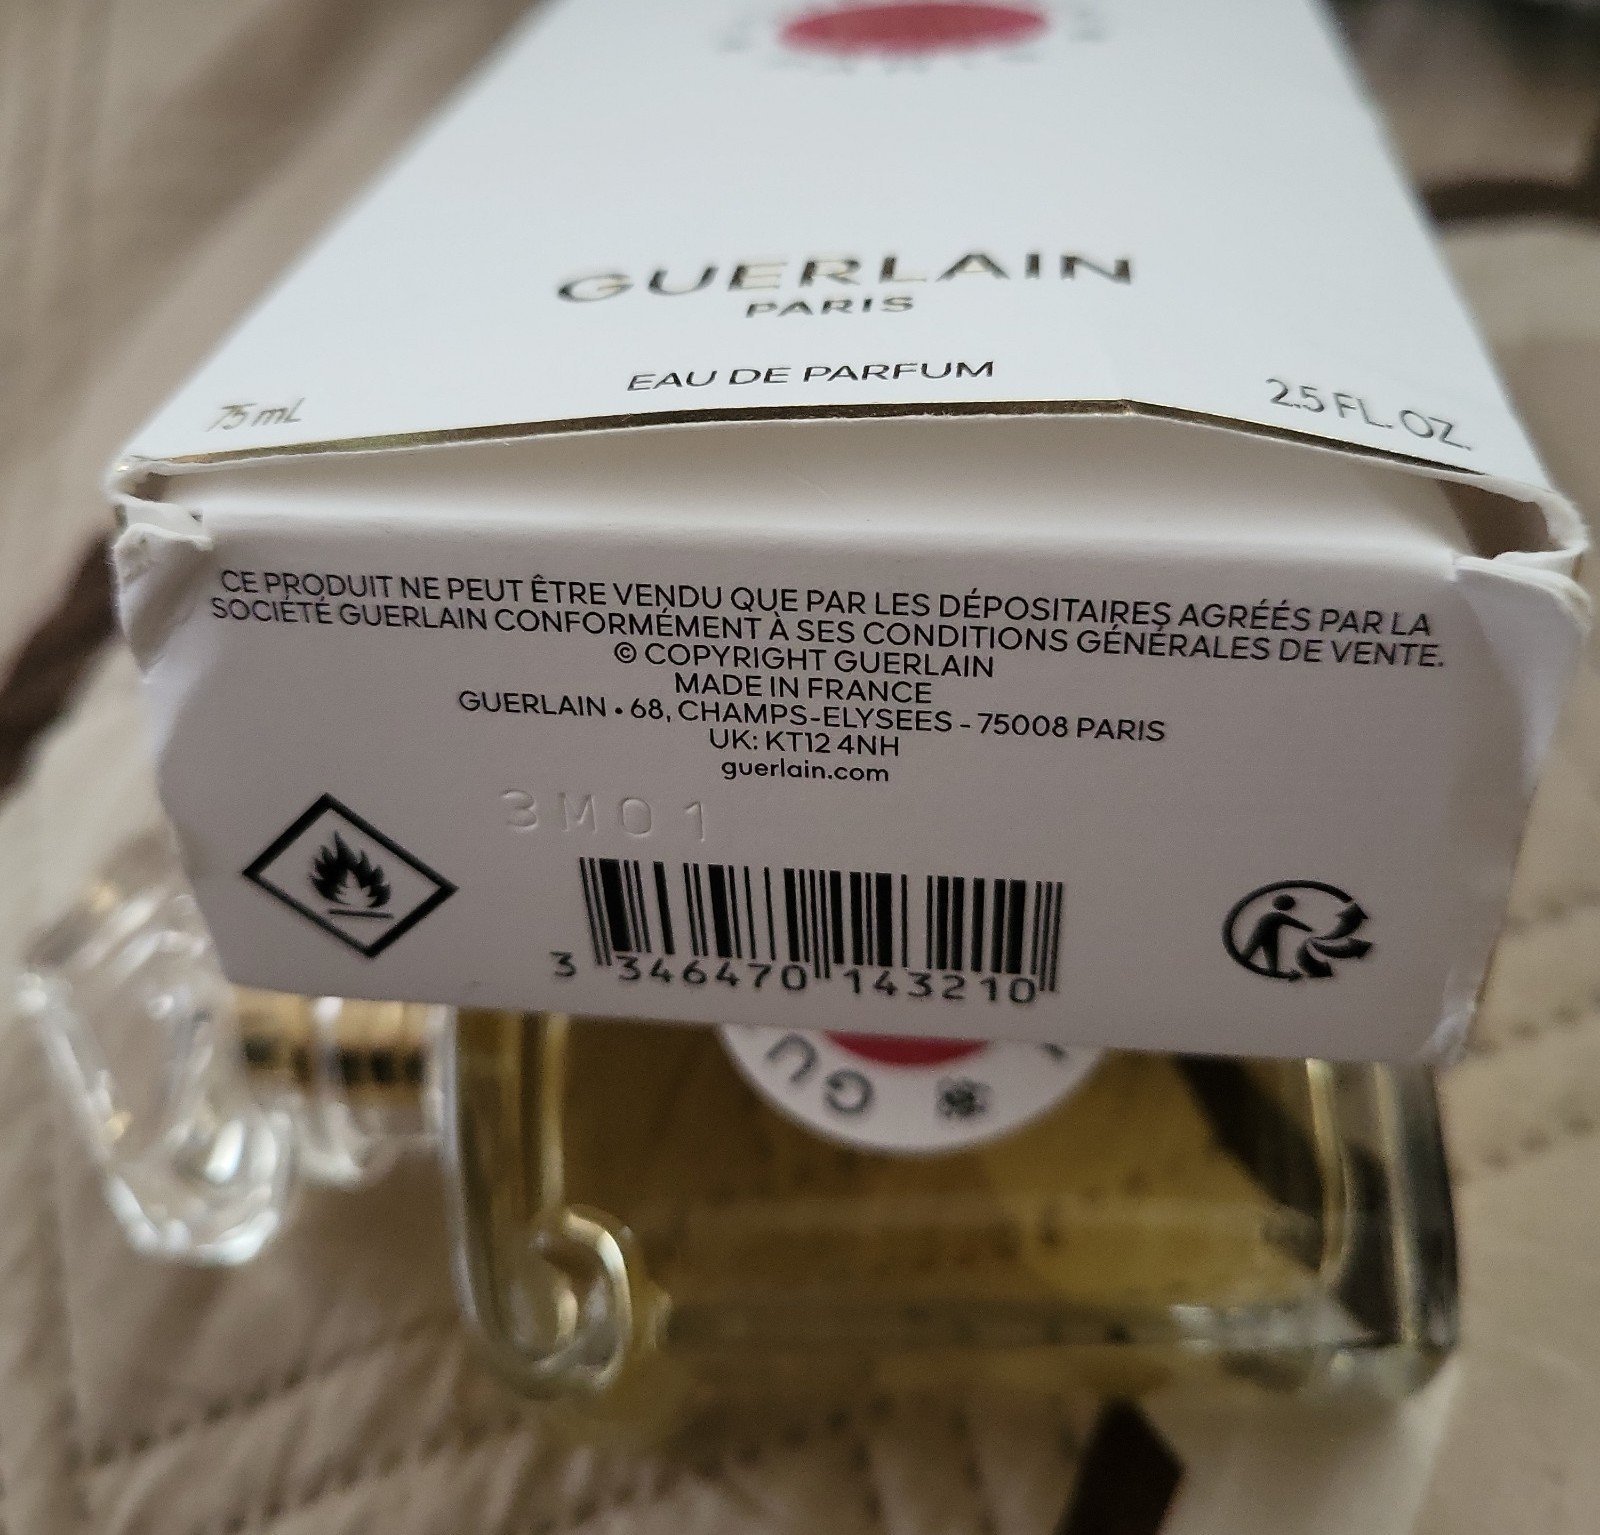 GUERLAIN
PARIS
EAU DE PARFUM
75 mL
2.5 FL. OZ.
CE PRODUIT NE PEUT ÊTRE VENDU QUE PAR LES DÉPOSITAIRES AGRÉÉS PAR LA
SOCIÉTÉ GUERLAIN CONFORMÉMENT À SES CONDITIONS GÉNÉRALES DE VENTE.
© COPYRIGHT GUERLAIN
MADE IN FRANCE
GUERLAIN • 68, CHAMPS-ELYSEES - 75008 PARIS
UK: KT12 4NH
guerlain.com
3M01
3 346470 143210
GU